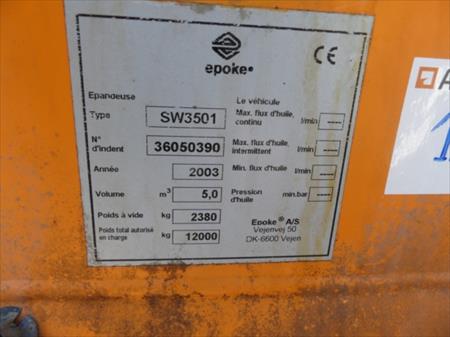 epoke
CE
Epandeuse
Le véhicule
Type SW3501
Max. flux d'huile, continu l/min ----
N° d'indent 36050390
Max. flux d'huile, intermittent l/min ----
Année 2003
Min. flux d'huile l/min ----
Volume m³ 5,0
Pression d'huile min.bar ----
Poids à vide kg 2380
Poids total autorisé en charge kg 12000
Epoke® A/S
Vejenvej 50
DK-6600 Vejen
A
1